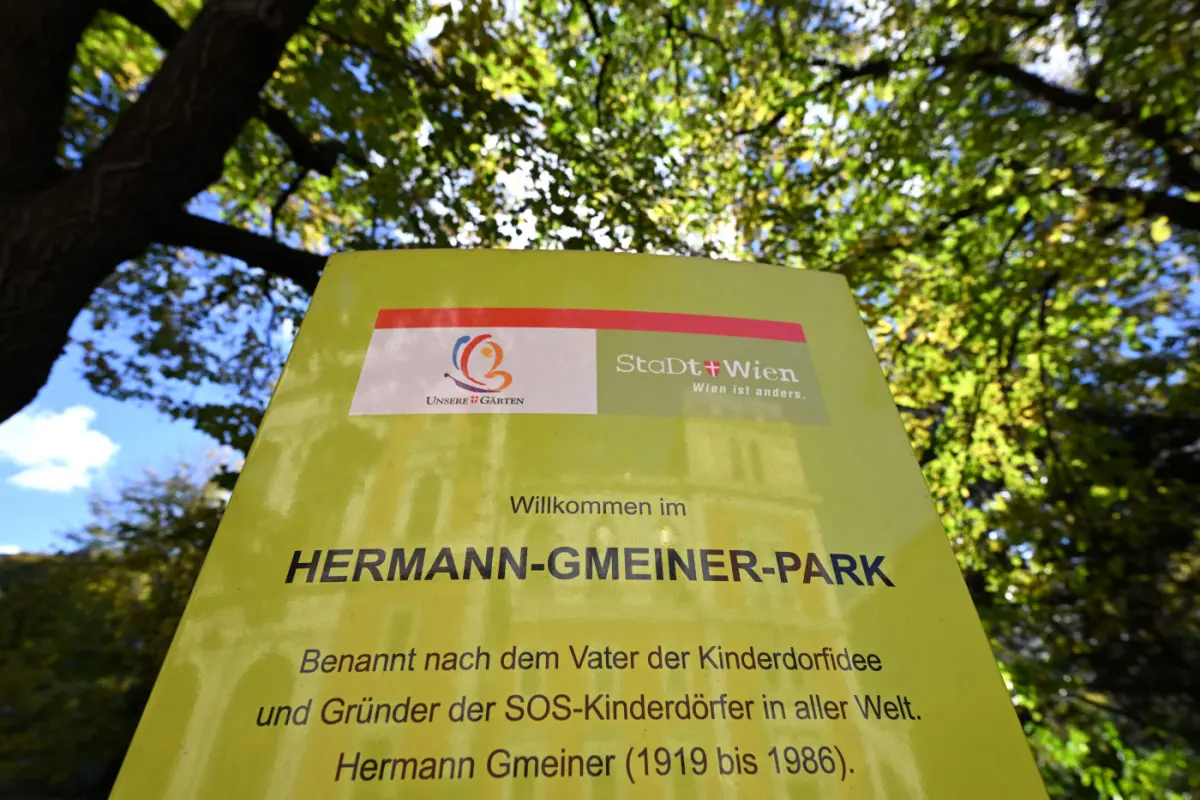 UNSERE GÄRTEN
StaDt Wien
Wien ist anders.
Willkommen im
HERMANN-GMEINER-PARK
Benannt nach dem Vater der Kinderdorfidee
und Gründer der SOS-Kinderdörfer in aller Welt.
Hermann Gmeiner (1919 bis 1986).